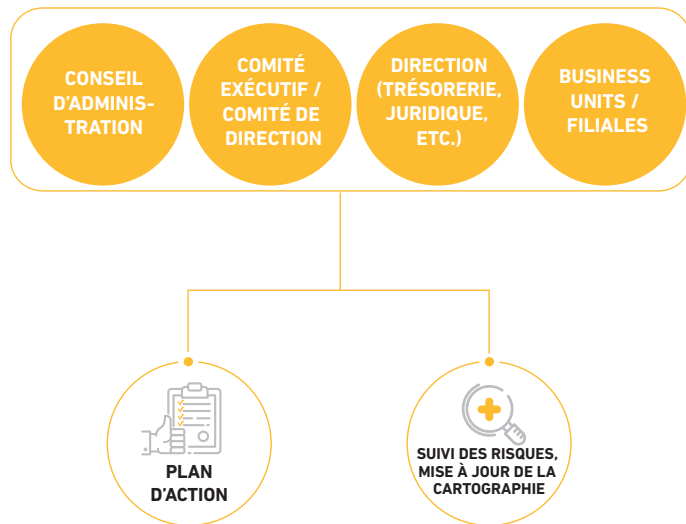 CONSEIL
D'ADMINIS-
TRATION
COMITÉ
EXÉCUTIF /
COMITÉ DE
DIRECTION
DIRECTION
(TRÉSORERIE,
JURIDIQUE,
ETC.)
BUSINESS
UNITS /
FILIALES
PLAN
D'ACTION
SUIVI DES RISQUES,
MISE À JOUR DE LA
CARTOGRAPHIE